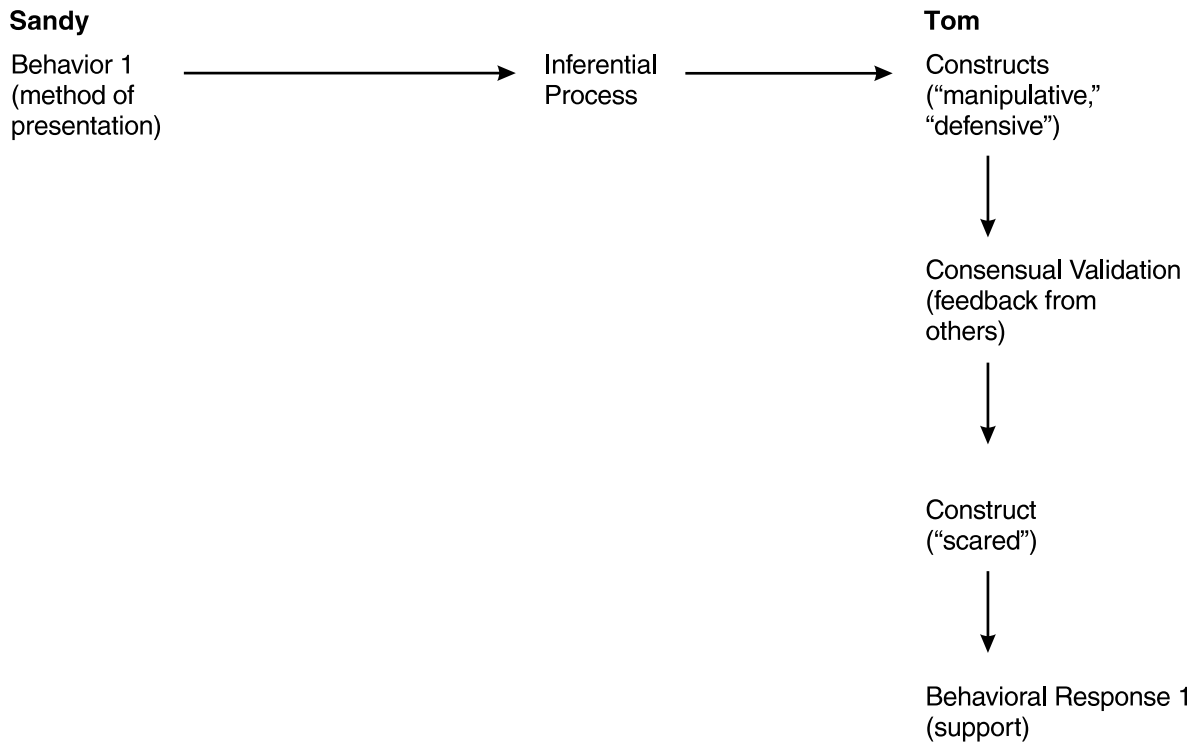 Sandy
Tom
Behavior 1
(method of
presentation)
Inferential
Process
Constructs
(“manipulative,”
“defensive”)
Consensual Validation
(feedback from
others)
Construct
(“scared”)
Behavioral Response 1
(support)